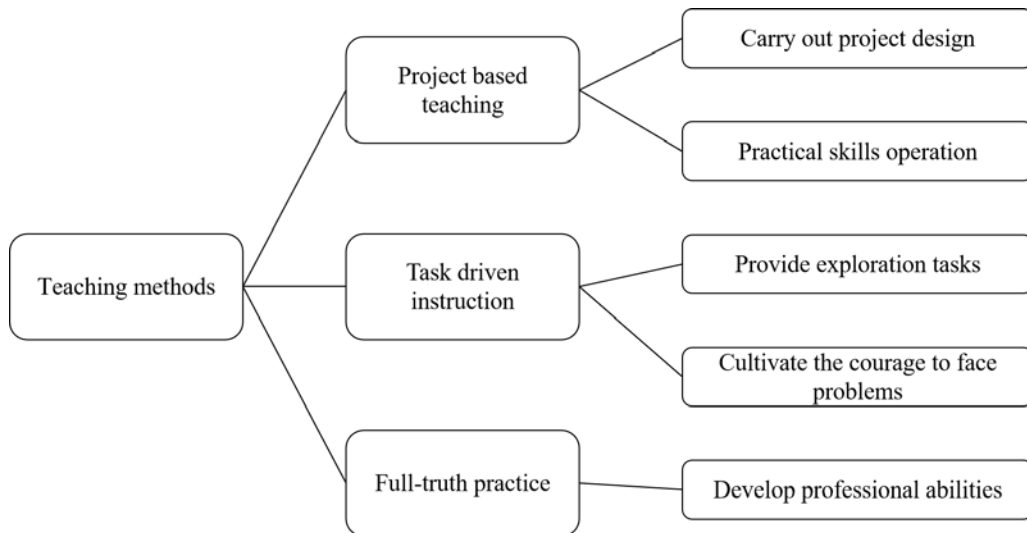 Teaching methods
Project based
teaching
Carry out project design
Practical skills operation
Task driven
instruction
Provide exploration tasks
Cultivate the courage to face
problems
Full-truth practice
Develop professional abilities